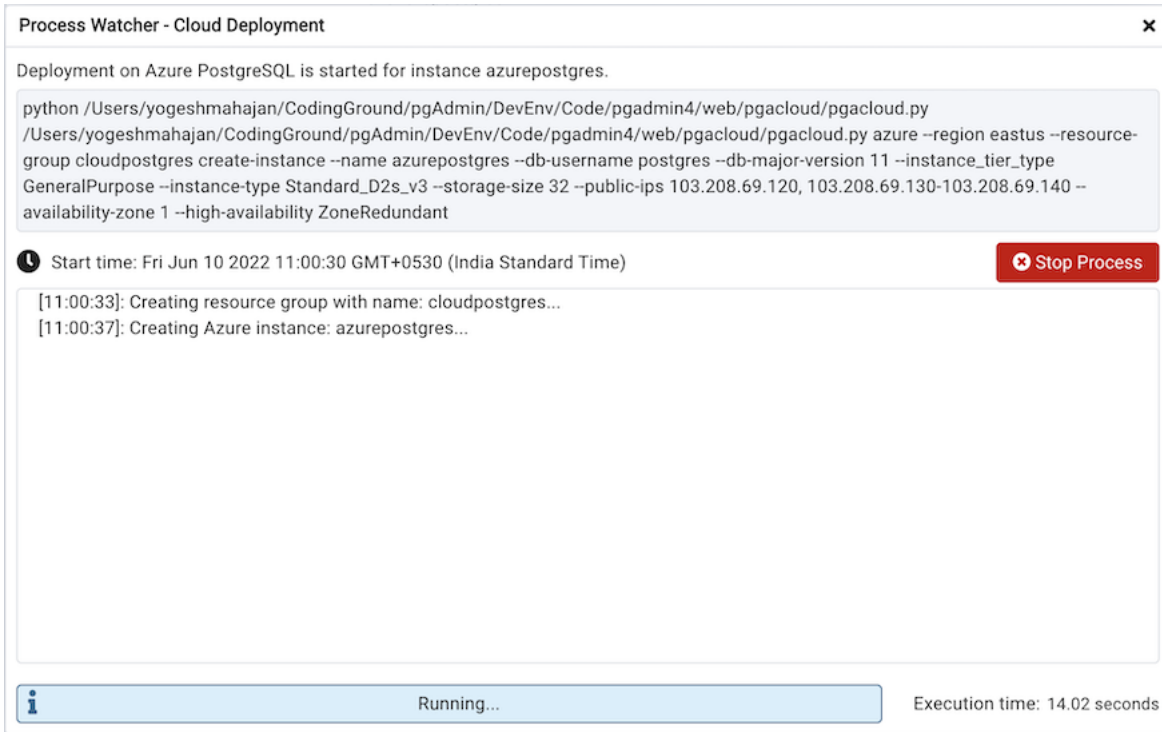 Process Watcher - Cloud Deployment
Deployment on Azure PostgreSQL is started for instance azurepostgres.
python /Users/yogeshmahajan/CodingGround/pgAdmin/DevEnv/Code/pgadmin4/web/pgacloud/pgacloud.py
/Users/yogeshmahajan/CodingGround/pgAdmin/DevEnv/Code/pgadmin4/web/pgacloud/pgacloud.py azure --region eastus --resource-
group cloudpostgres create-instance --name azurepostgres --db-username postgres --db-major-version 11 --instance_tier_type
GeneralPurpose --instance-type Standard_D2s_v3 --storage-size 32 --public-ips 103.208.69.120, 103.208.69.130-103.208.69.140 --
availability-zone 1 --high-availability ZoneRedundant
Start time: Fri Jun 10 2022 11:00:30 GMT+0530 (India Standard Time)
Stop Process
[11:00:33]: Creating resource group with name: cloudpostgres...
[11:00:37]: Creating Azure instance: azurepostgres...
Running...
Execution time: 14.02 seconds